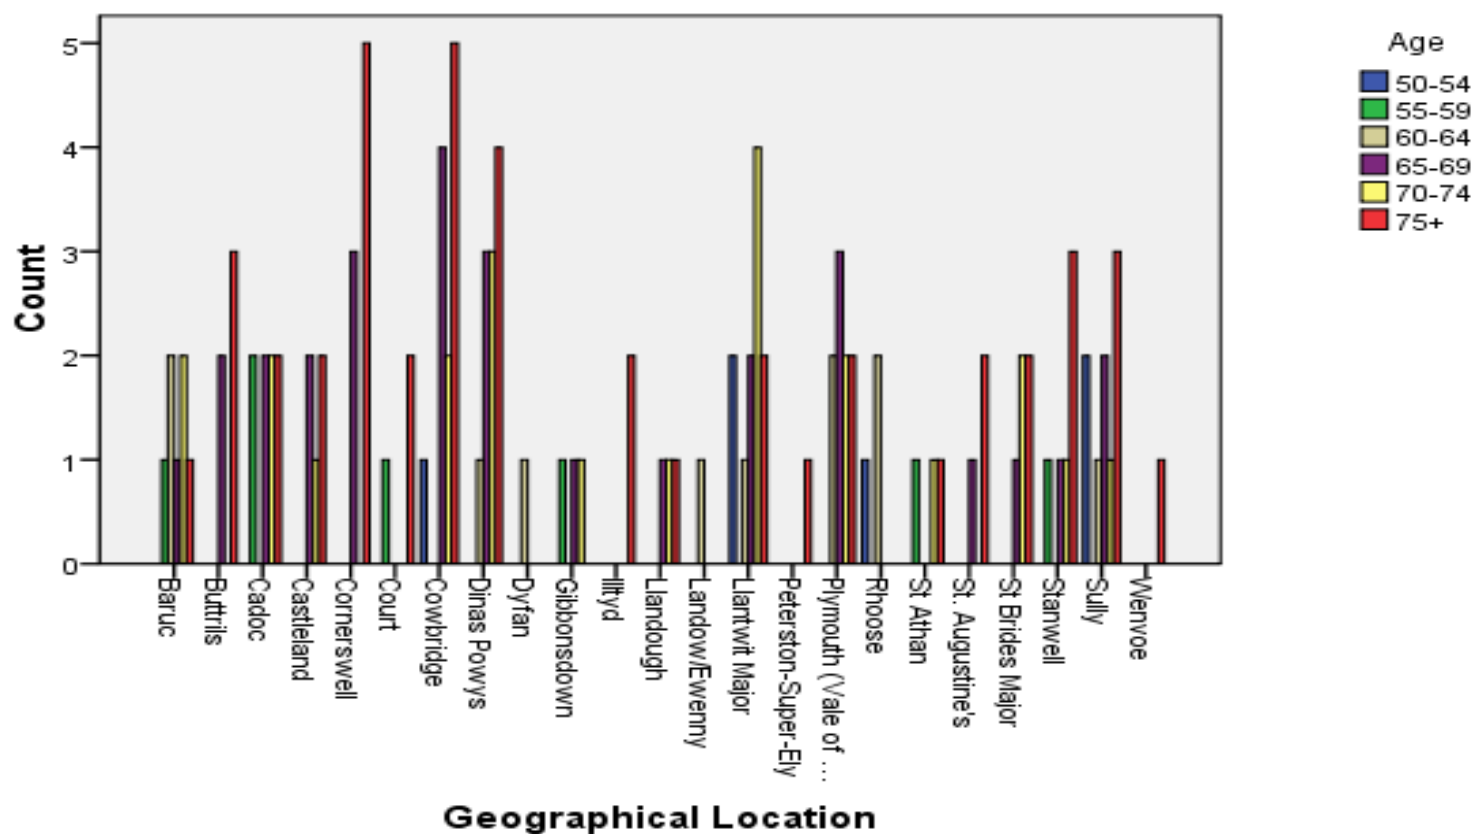 Age
50-54
55-59
60-64
65-69
70-74
75+
Count
5
4
3
2
1
0
Baruc
Buttrils
Cadoc
Castleland
Cornerswell
Court
Cowbridge
Dinas Powys
Dyfan
Gibbonsdown
Illtyd
Llandough
Landow/Ewenny
Llantwit Major
Peterston-Super-Ely
Plymouth (Vale of ...
Rhoose
St Athan
St. Augustine's
St Brides Major
Stanwell
Sully
Wenvoe
Geographical Location